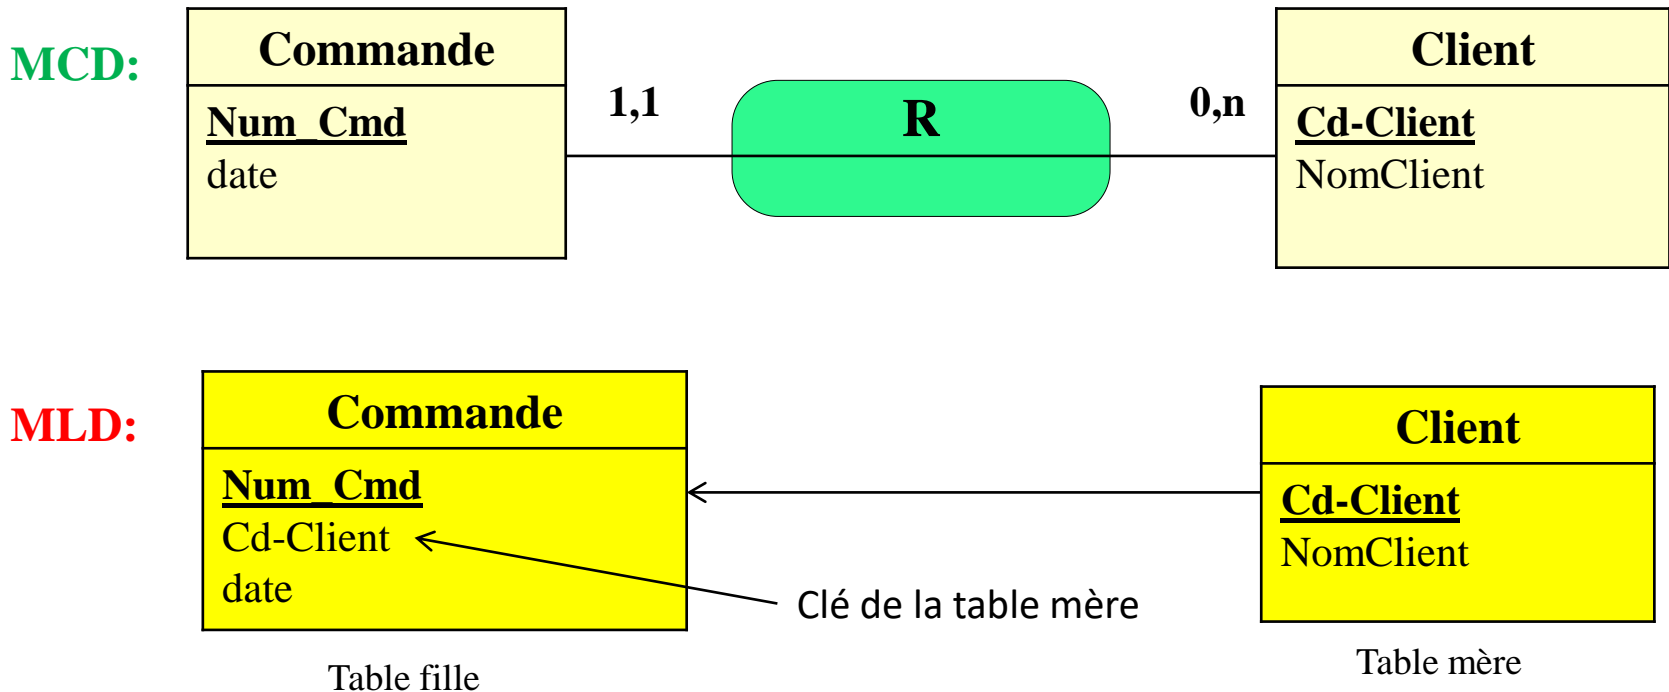 MCD:
Commande
Num_Cmd
date
1,1
R
0,n
Client
Cd-Client
NomClient
MLD:
Commande
Num_Cmd
Cd-Client
date
Clé de la table mère
Table fille
Client
Cd-Client
NomClient
Table mère